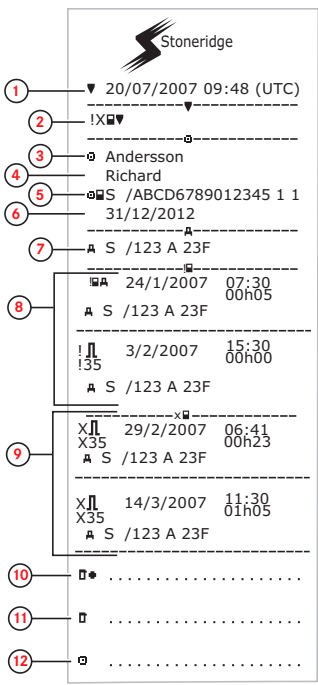 Stoneridge
1 ▼ 20/07/2007 09:48 (UTC)
2 !X
3 Andersson
4 Richard
5 S /ABCD6789012345 1 1
6 31/12/2012
7 S /123 A 23F
8
! 24/1/2007 07:30
00h05
S /123 A 23F
! 3/2/2007 15:30
!35 00h00
S /123 A 23F
9
x
X 29/2/2007 06:41
X35 00h23
S /123 A 23F
X 14/3/2007 11:30
X35 01h05
S /123 A 23F
10 ......................
11 ......................
12 ......................